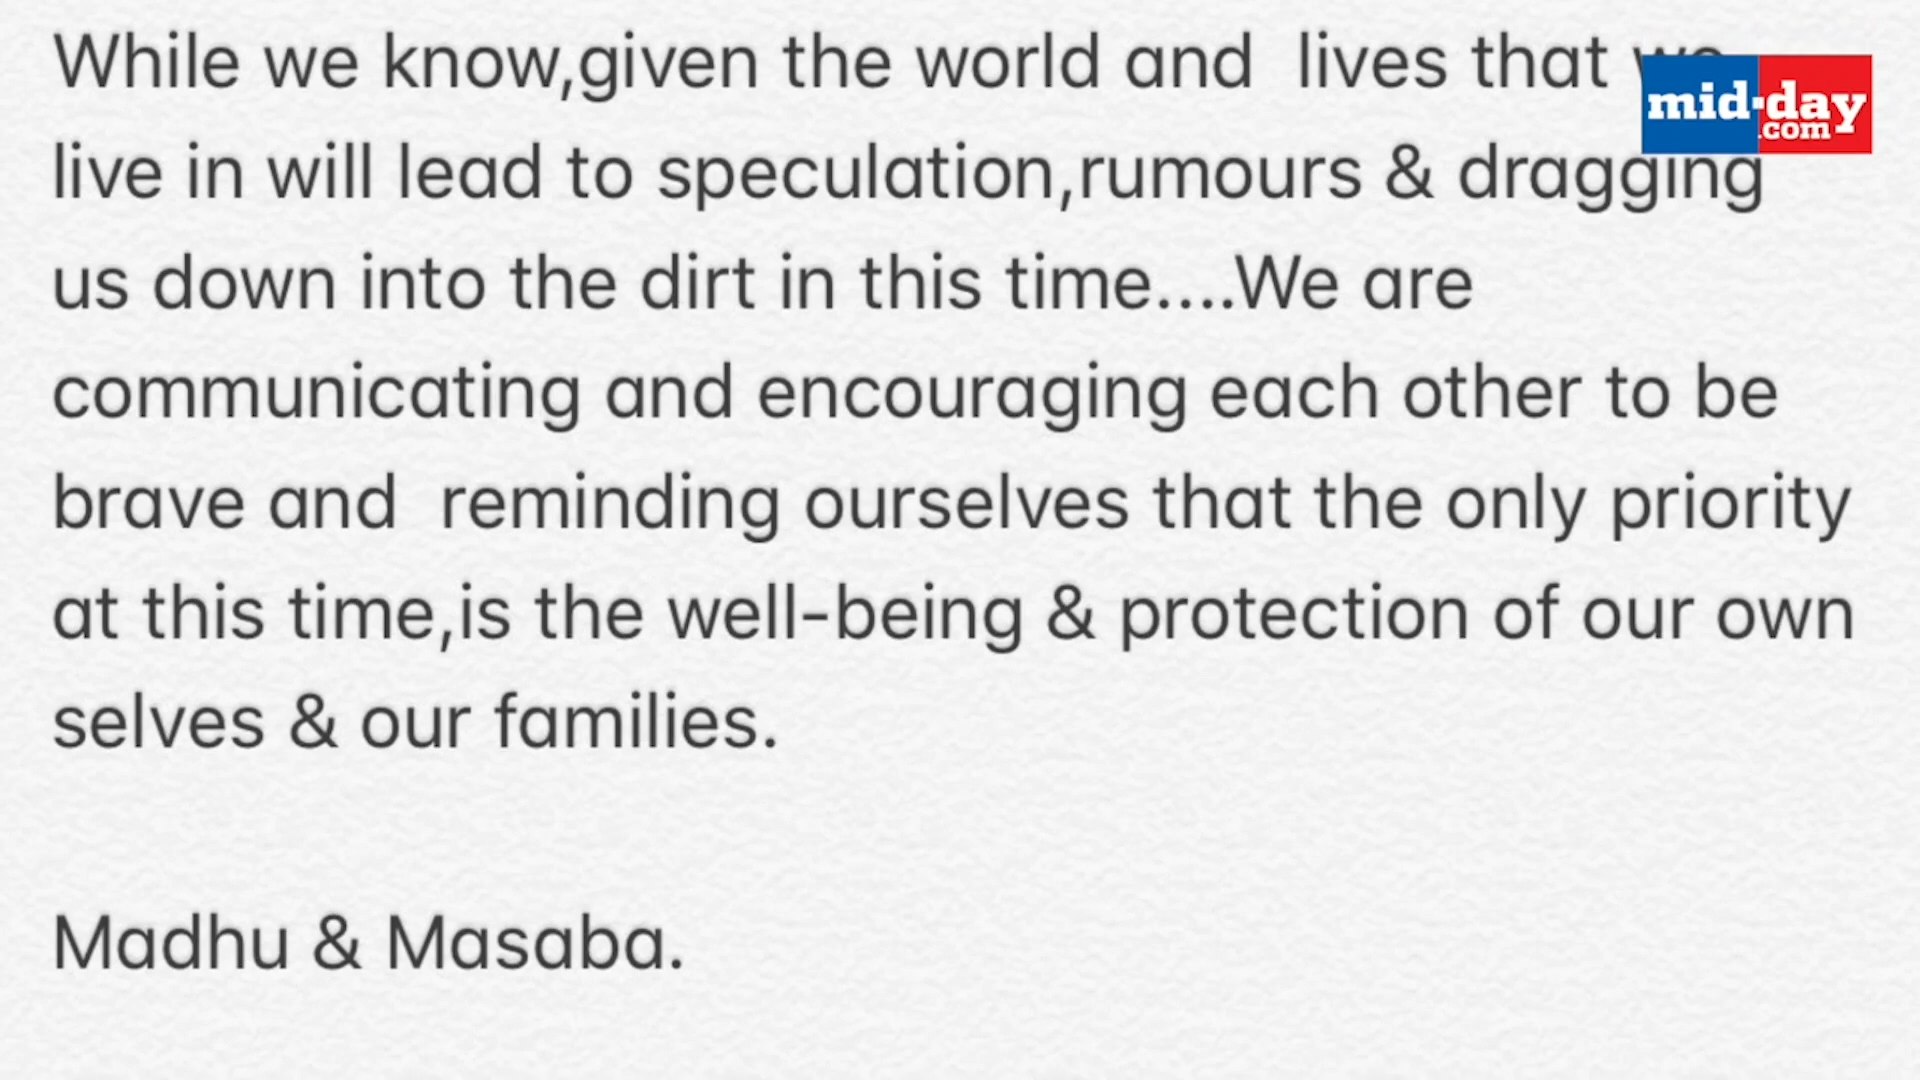 While we know,given the world and  lives that we
mid-day
.com
live in will lead to speculation,rumours & dragging
us down into the dirt in this time....We are
communicating and encouraging each other to be
brave and  reminding ourselves that the only priority
at this time,is the well-being & protection of our own
selves & our families.
Madhu & Masaba.